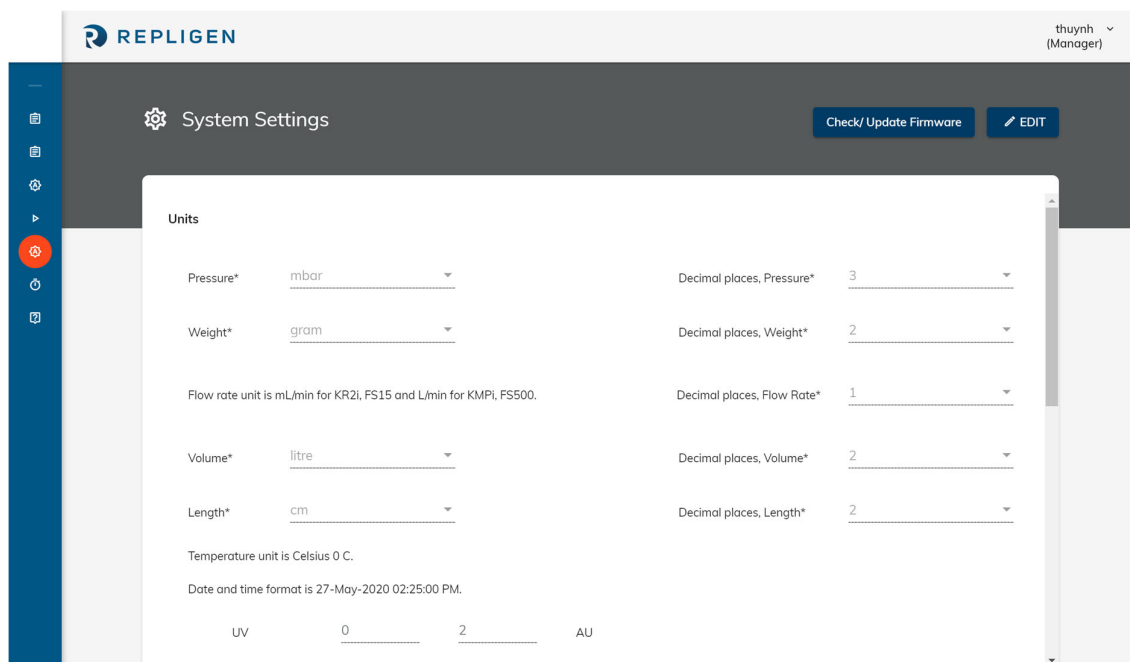 REPLIGEN
thuynh
(Manager)
System Settings
Check/ Update Firmware
EDIT
Units
Pressure* mbar Decimal places, Pressure* 3
Weight* gram Decimal places, Weight* 2
Flow rate unit is mL/min for KR2i, FS15 and L/min for KMPi, FS500. Decimal places, Flow Rate* 1
Volume* litre Decimal places, Volume* 2
Length* cm Decimal places, Length* 2
Temperature unit is Celsius 0 C.
Date and time format is 27-May-2020 02:25:00 PM.
UV 0 2 AU